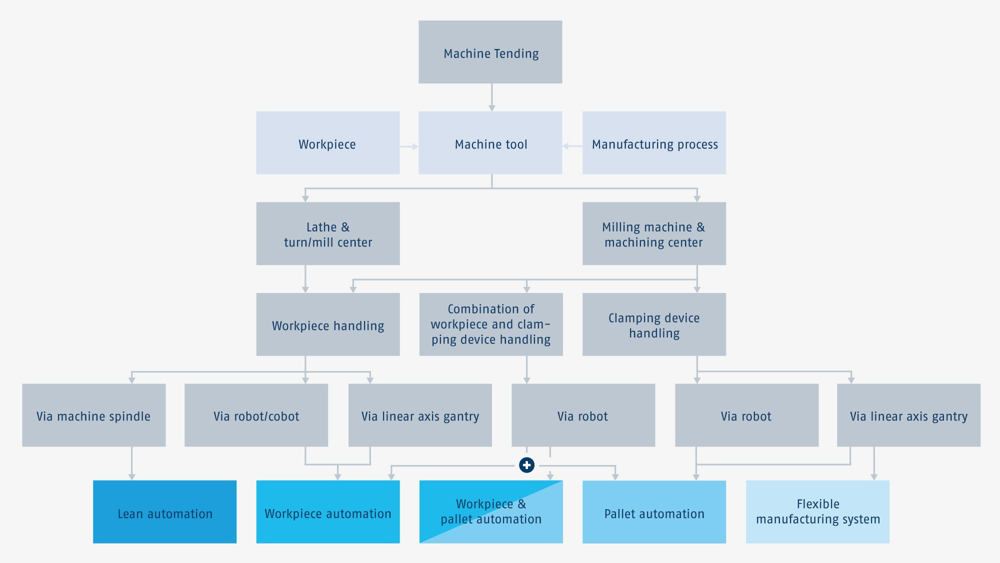 Machine Tending
Workpiece
Machine tool
Manufacturing process
Lathe &
turn/mill center
Milling machine &
machining center
Workpiece handling
Combination of
workpiece and clam–
ping device handling
Clamping device
handling
Via machine spindle
Via robot/cobot
Via linear axis gantry
Via robot
Via robot
Via linear axis gantry
Lean automation
Workpiece automation
Workpiece &
pallet automation
Pallet automation
Flexible
manufacturing system